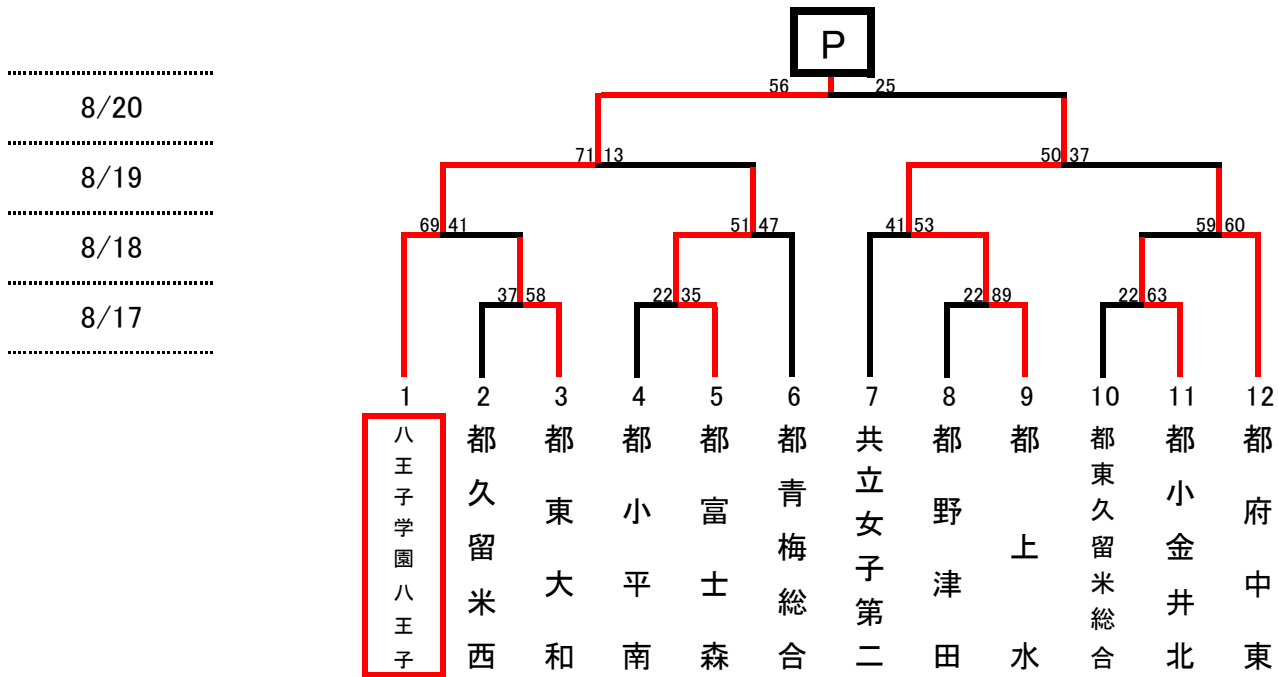 P
8/20
56 25
8/19
71 13
50 37
8/18
69 41
51 47
41 53
59 60
8/17
37 58
22 35
22 89
22 63
1 2 3 4 5 6 7 8 9 10 11 12
八王子学園八王子
都久留米西
都東大和
都小平南
都富士森
都青梅総合
共立女子第二
都野津田
都上水
都東久留米総合
都小金井北
都府中東